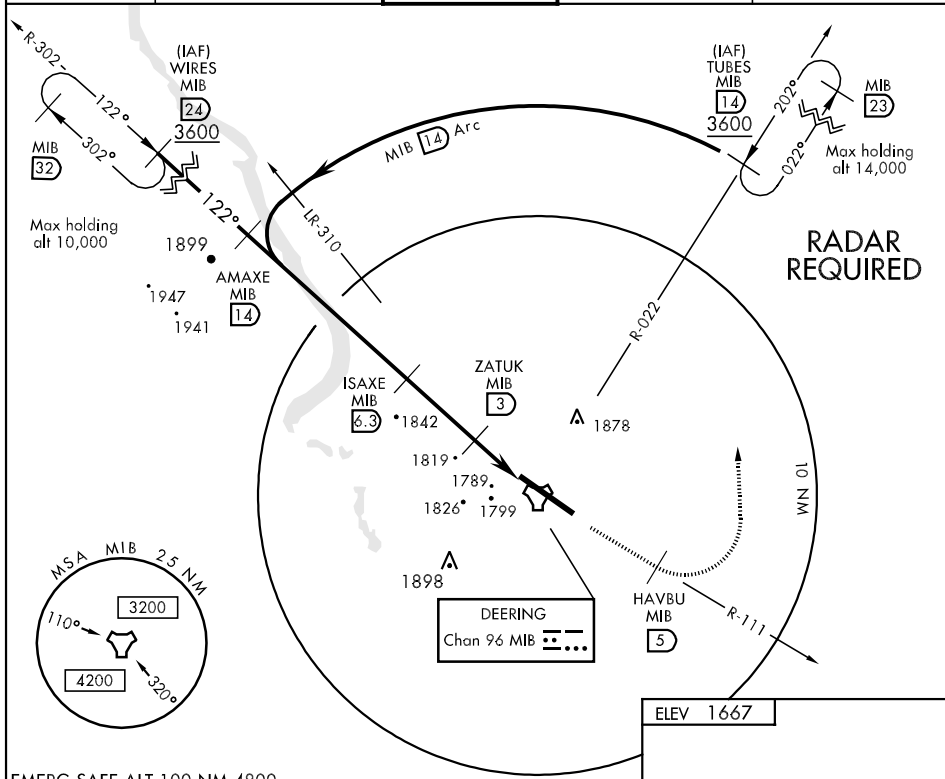 R-302
(IAF)
WIRES
MIB
24
3600
122°
302°
MIB
32
Max holding
alt 10,000
122°
MIB 14 Arc
LR-310
(IAF)
TUBES
MIB
14
3600
202°
022°
MIB
23
Max holding
alt 14,000
RADAR
REQUIRED
R-022
1899
AMAXE
MIB
14
1947
1941
ISAXE
MIB
6.3
1842
ZATUK
MIB
3
1878
1819
1789
1826
1799
1898
10 NM
HAVBU
MIB
5
R-111
DEERING
Chan 96 MIB
MSA MIB 25 NM
110°
3200
4200
320°
ELEV 1667
EMERG SAFE ALT 100 NM 4800